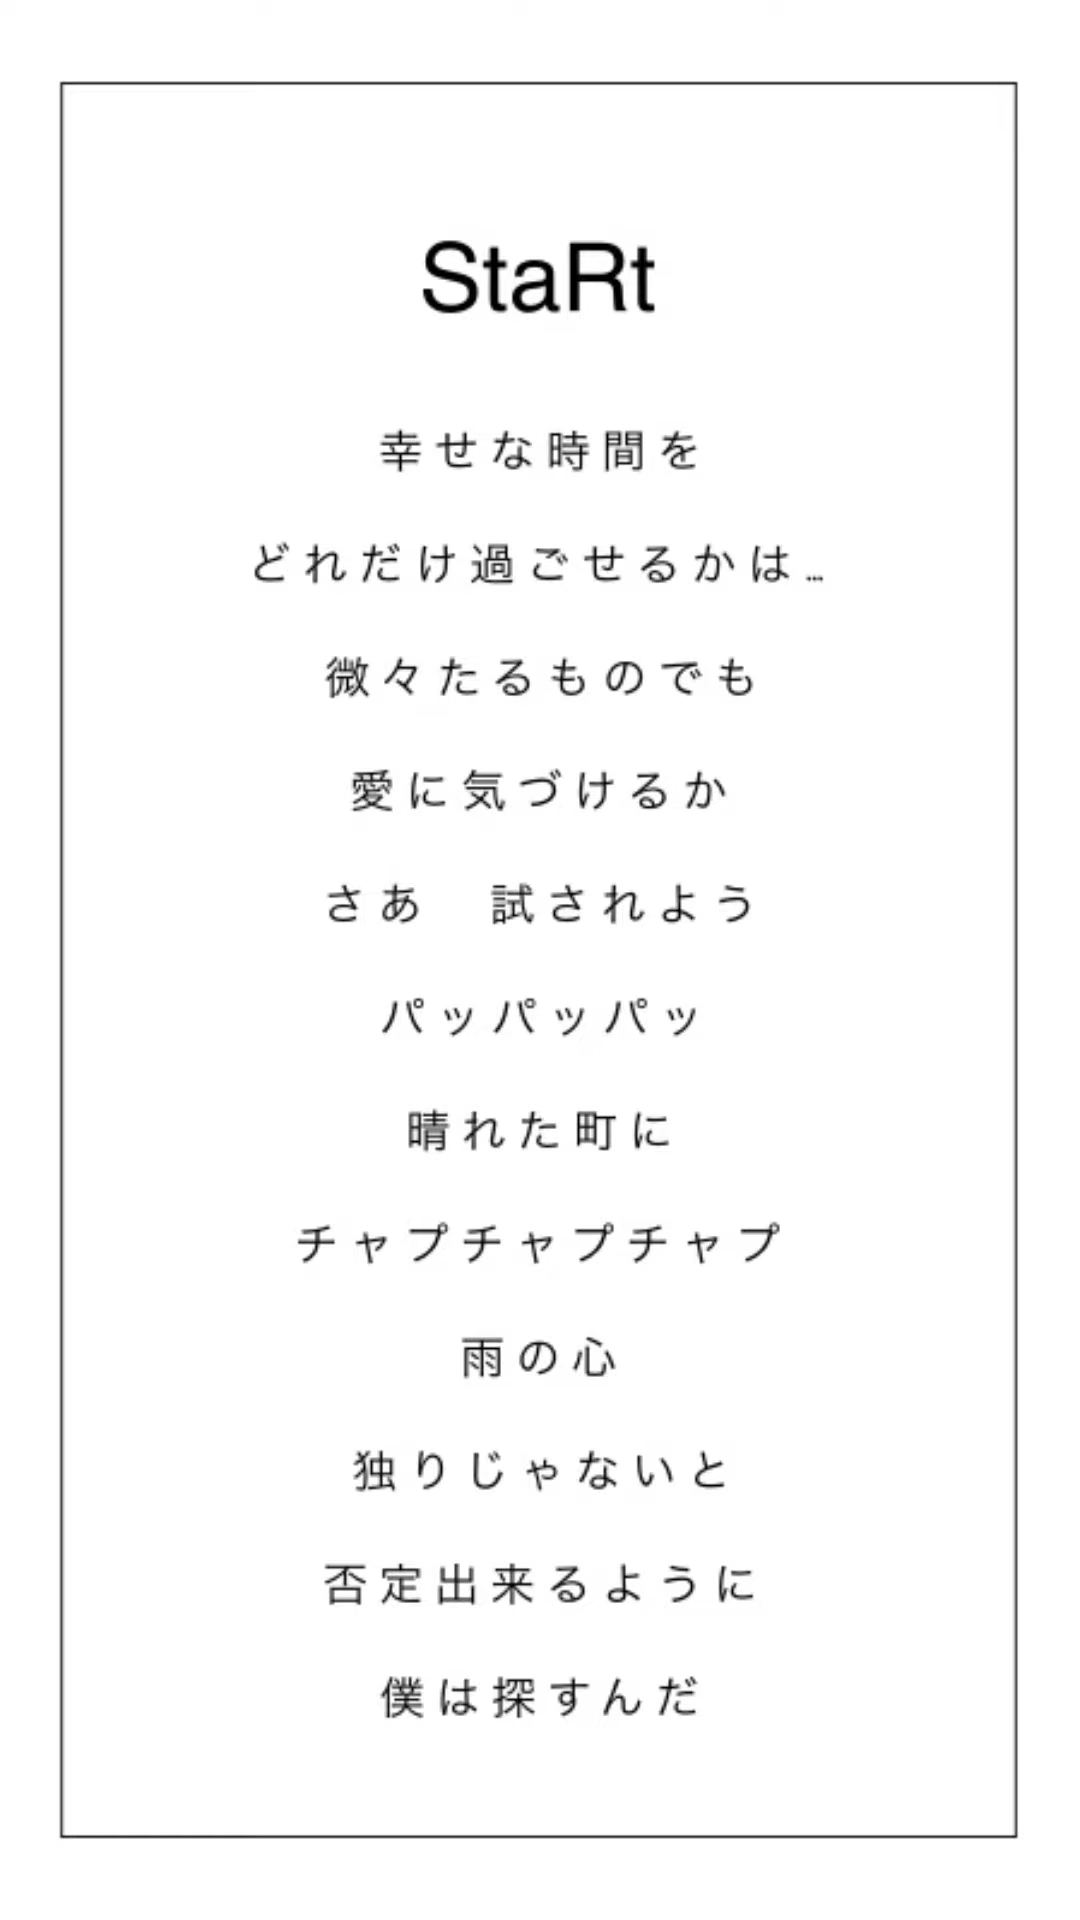 StaRt
幸せな時間を
どれだけ過ごせるかは…
微々たるものでも
愛に気づけるか
さあ　試されよう
パッパッパッ
晴れた町に
チャプチャプチャプ
雨の心
独りじゃないと
否定出来るように
僕は探すんだ